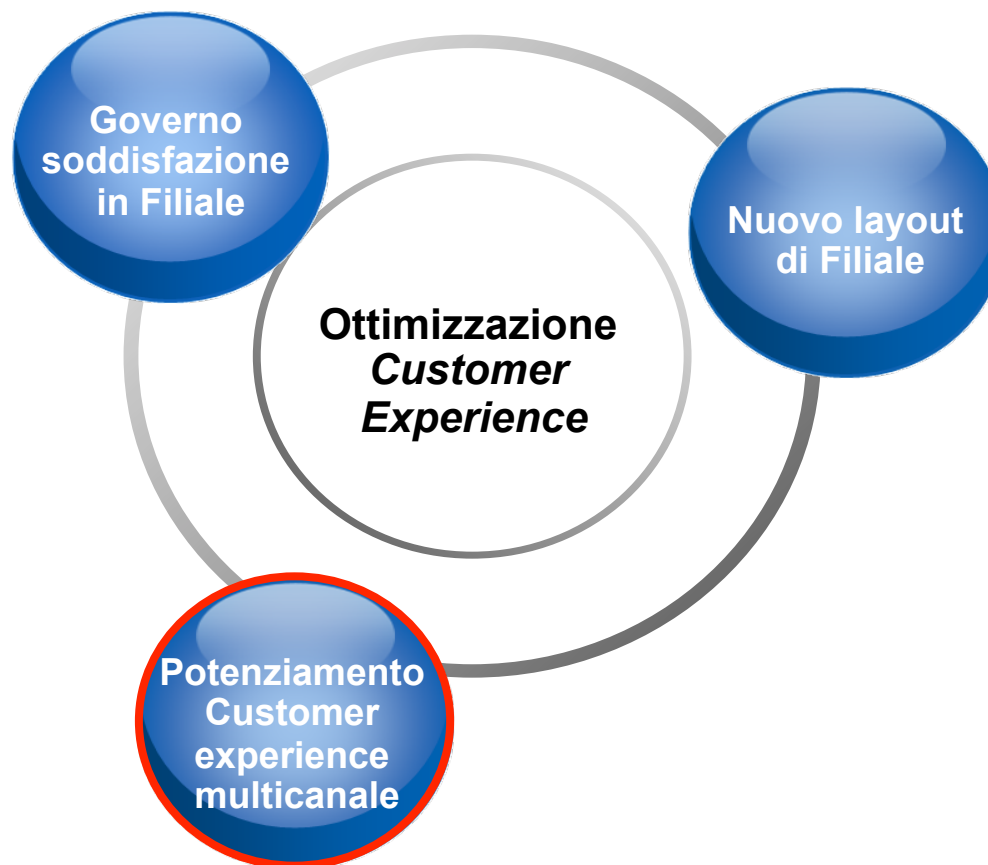 Governo
soddisfazione
in Filiale
Nuovo layout
di Filiale
Ottimizzazione
Customer
Experience
Potenziamento
Customer
experience
multicanale